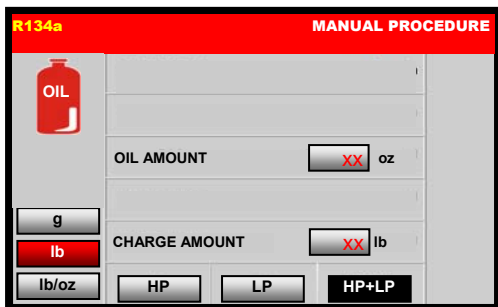 R134a MANUAL PROCEDURE
OIL
OIL AMOUNT XX oz
g
CHARGE AMOUNT XX lb
lb
lb/oz HP LP HP+LP